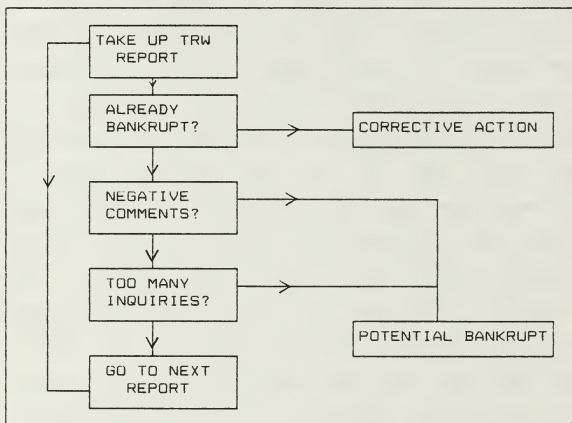 TAKE UP TRW
REPORT
ALREADY
BANKRUPT?
CORRECTIVE ACTION
NEGATIVE
COMMENTS?
TOO MANY
INQUIRIES?
POTENTIAL BANKRUPT
GO TO NEXT
REPORT